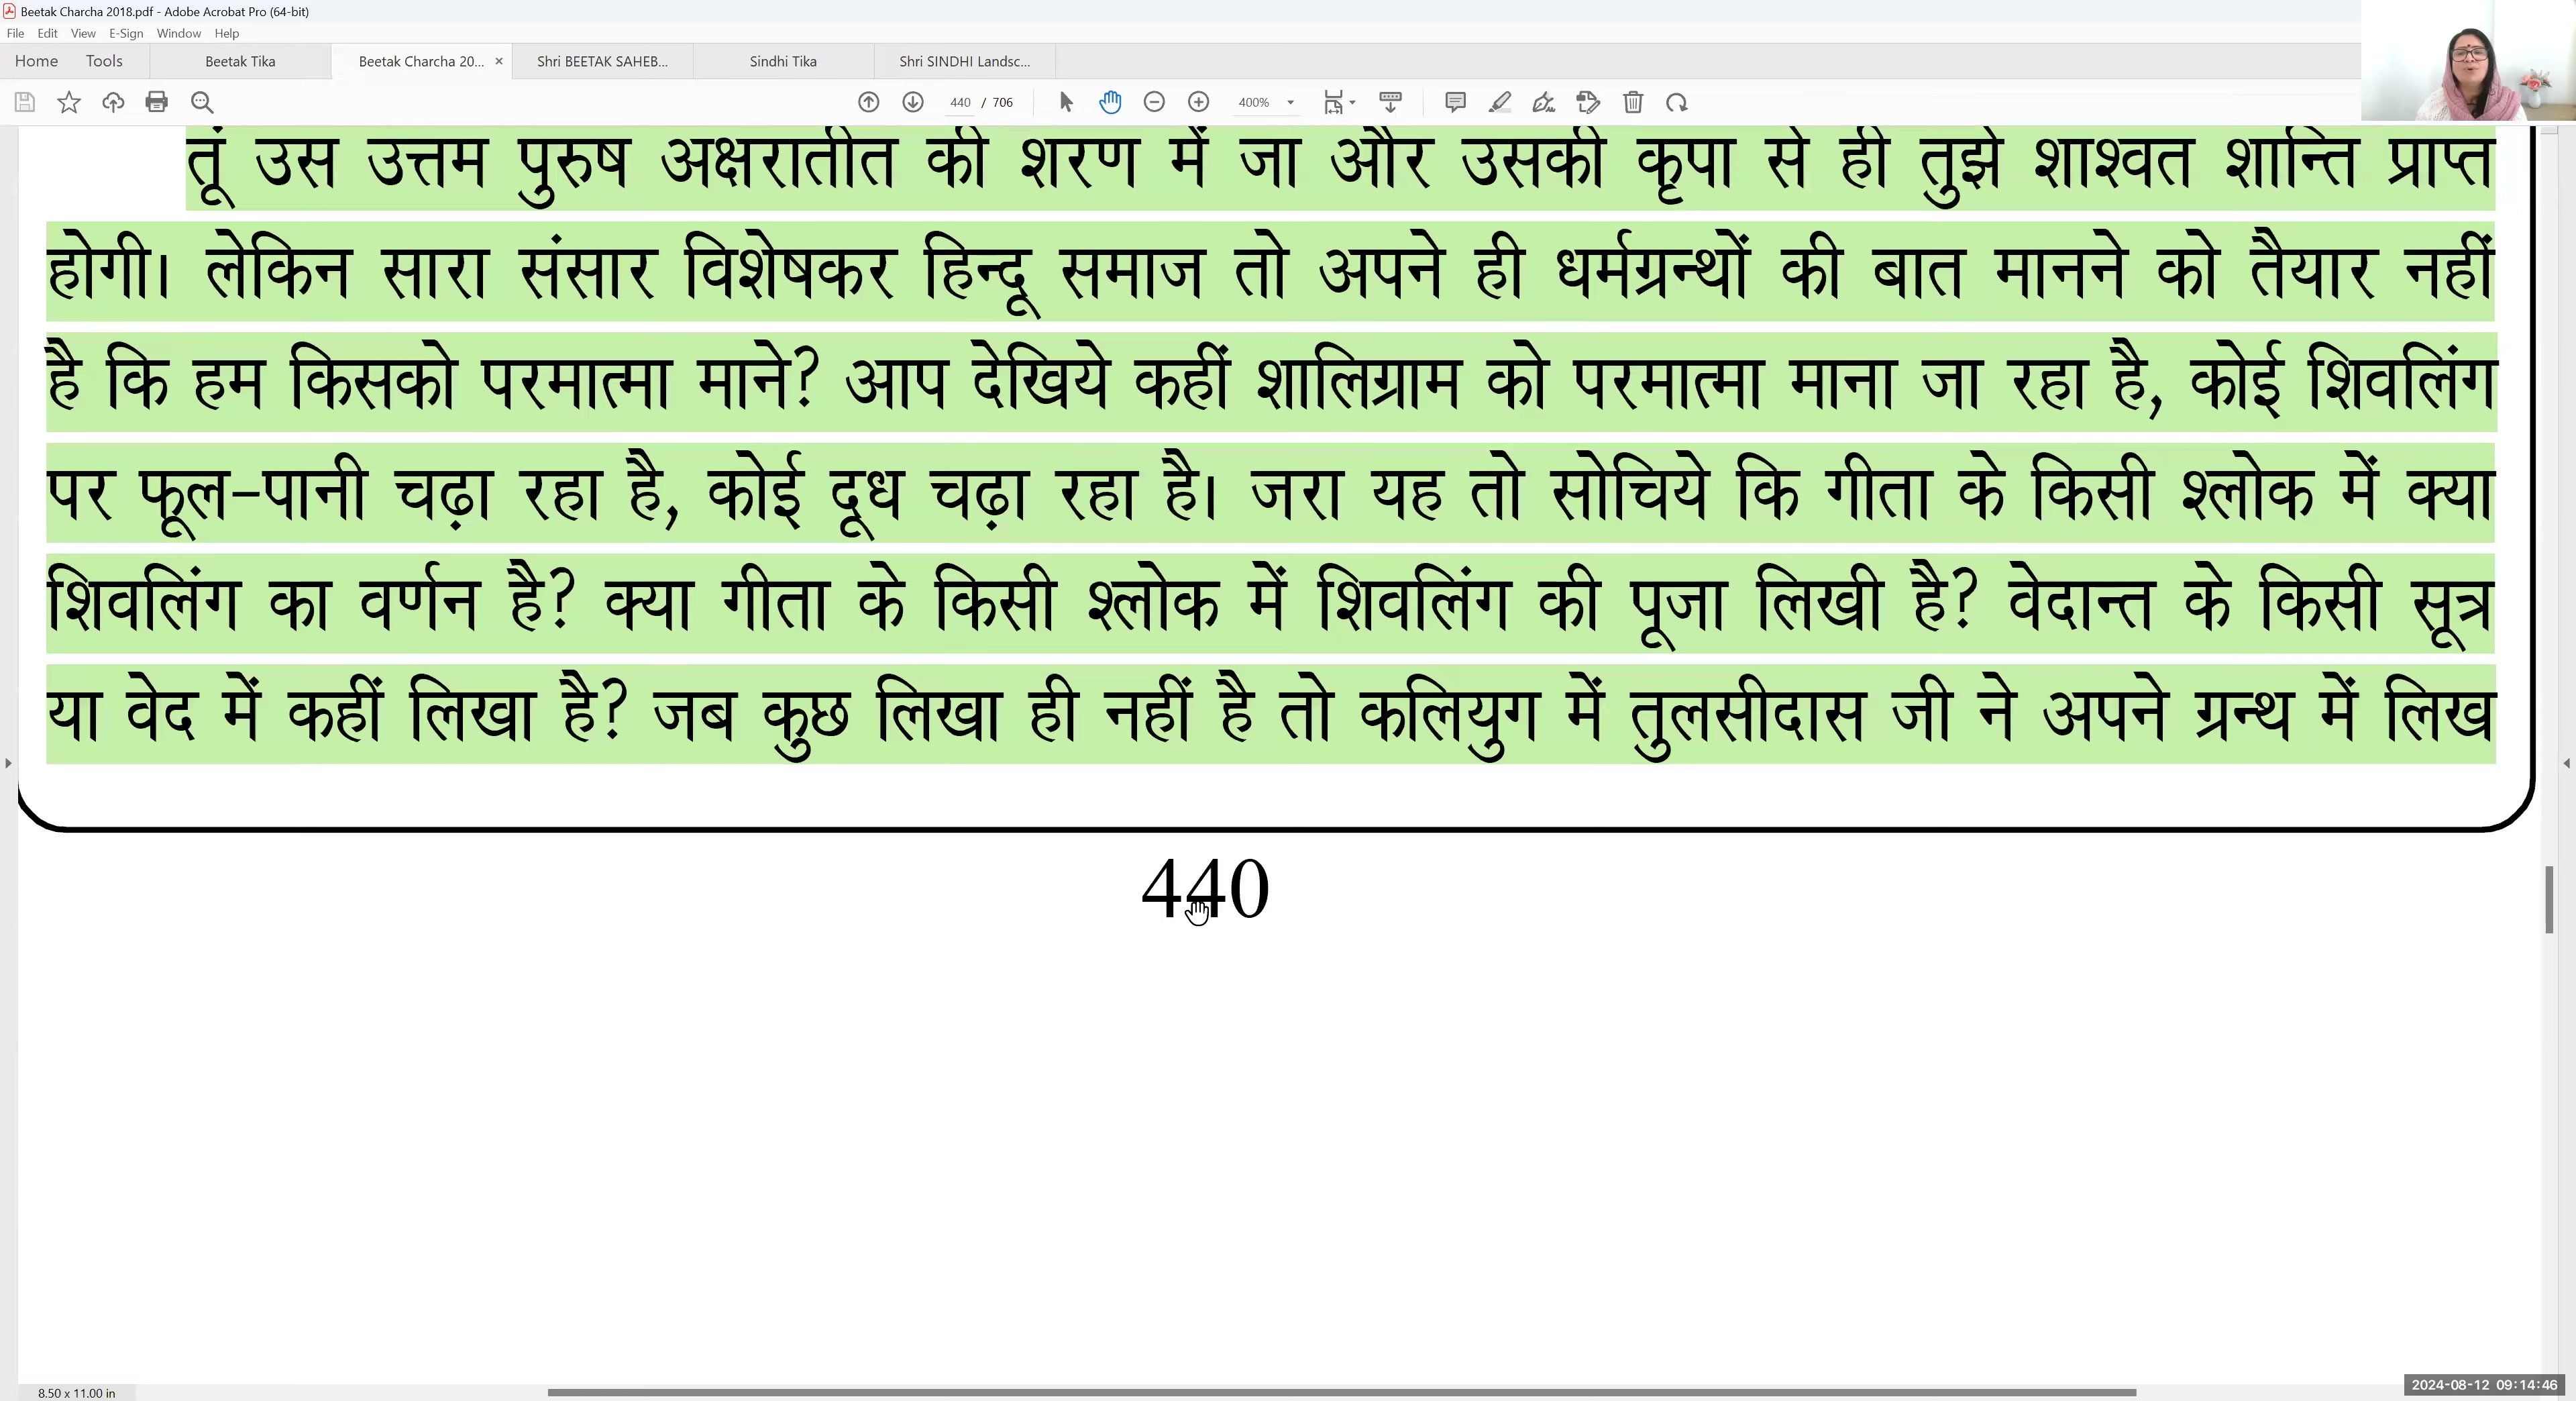 Beetak Charcha 2018.pdf - Adobe Acrobat Pro (64-bit)
File Edit View E-Sign Window Help
Home Tools Beetak Tika Beetak Charcha 20... × Shri BEETAK SAHEB... Sindhi Tika Shri SINDHI Landsc...
440 / 706 400%
तूं उस उत्तम पुरुष अक्षरातीत की शरण में जा और उसकी कृपा से ही तुझे शाश्वत शान्ति प्राप्त
होगी। लेकिन सारा संसार विशेषकर हिन्दू समाज तो अपने ही धर्मग्रन्थों की बात मानने को तैयार नहीं
है कि हम किसको परमात्मा माने? आप देखिये कहीं शालिग्राम को परमात्मा माना जा रहा है, कोई शिवलिंग
पर फूल-पानी चढ़ा रहा है, कोई दूध चढ़ा रहा है। जरा यह तो सोचिये कि गीता के किसी श्लोक में क्या
शिवलिंग का वर्णन है? क्या गीता के किसी श्लोक में शिवलिंग की पूजा लिखी है? वेदान्त के किसी सूत्र
या वेद में कहीं लिखा है? जब कुछ लिखा ही नहीं है तो कलियुग में तुलसीदास जी ने अपने ग्रन्थ में लिख
440
8.50 x 11.00 in
2024-08-12 09:14:46